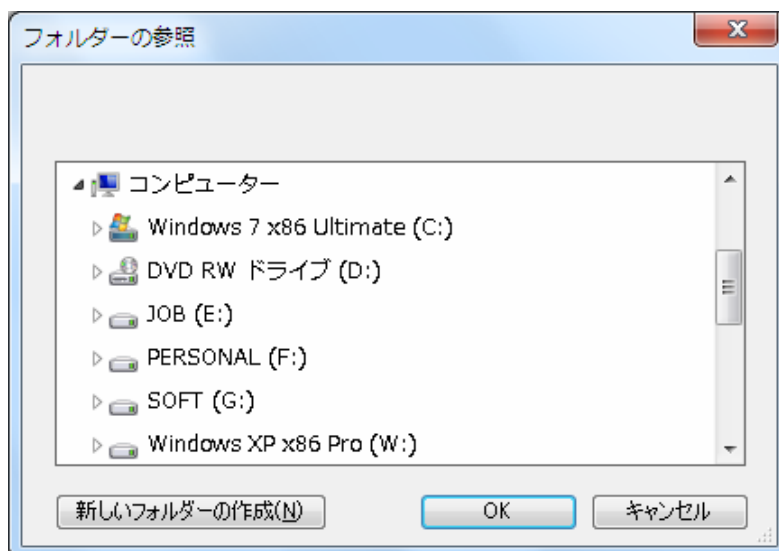 フォルダーの参照
コンピューター
Windows 7 x86 Ultimate (C:)
DVD RW ドライブ (D:)
JOB (E:)
PERSONAL (F:)
SOFT (G:)
Windows XP x86 Pro (W:)
新しいフォルダーの作成(N) OK キャンセル